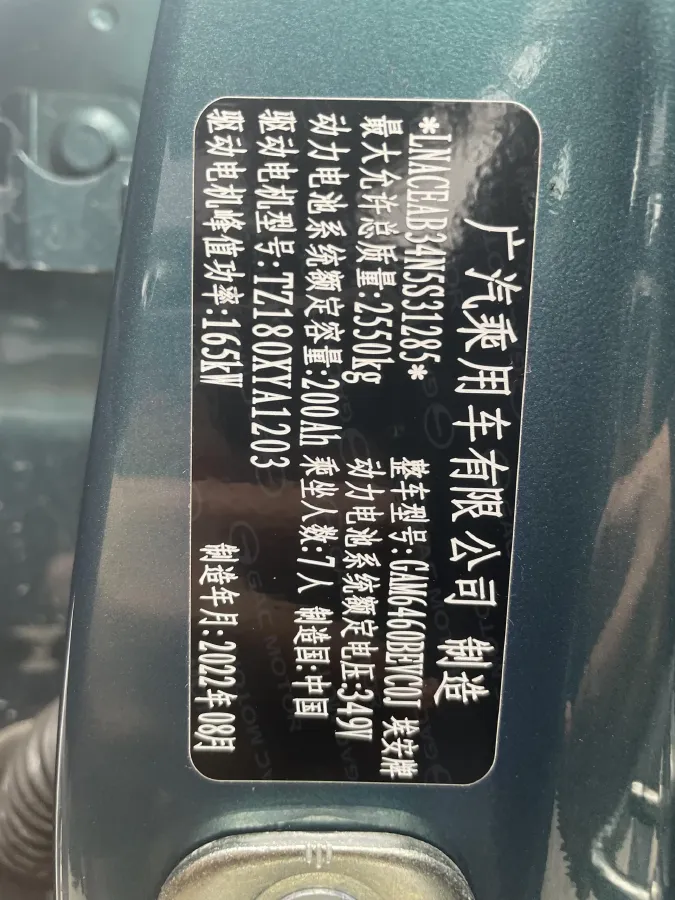 广汽乘用车有限公司 制造
*LNACEAB34N5S31285* 整车型号:GAM6460BEVC0I 埃安牌
最大允许总质量:2550kg 动力电池系统额定电压:349V
动力电池系统额定容量:200Ah 乘坐人数:7人 制造国:中国
驱动电机型号:TZ180XYA1203
驱动电机峰值功率:165kW 制造年月:2022年08月